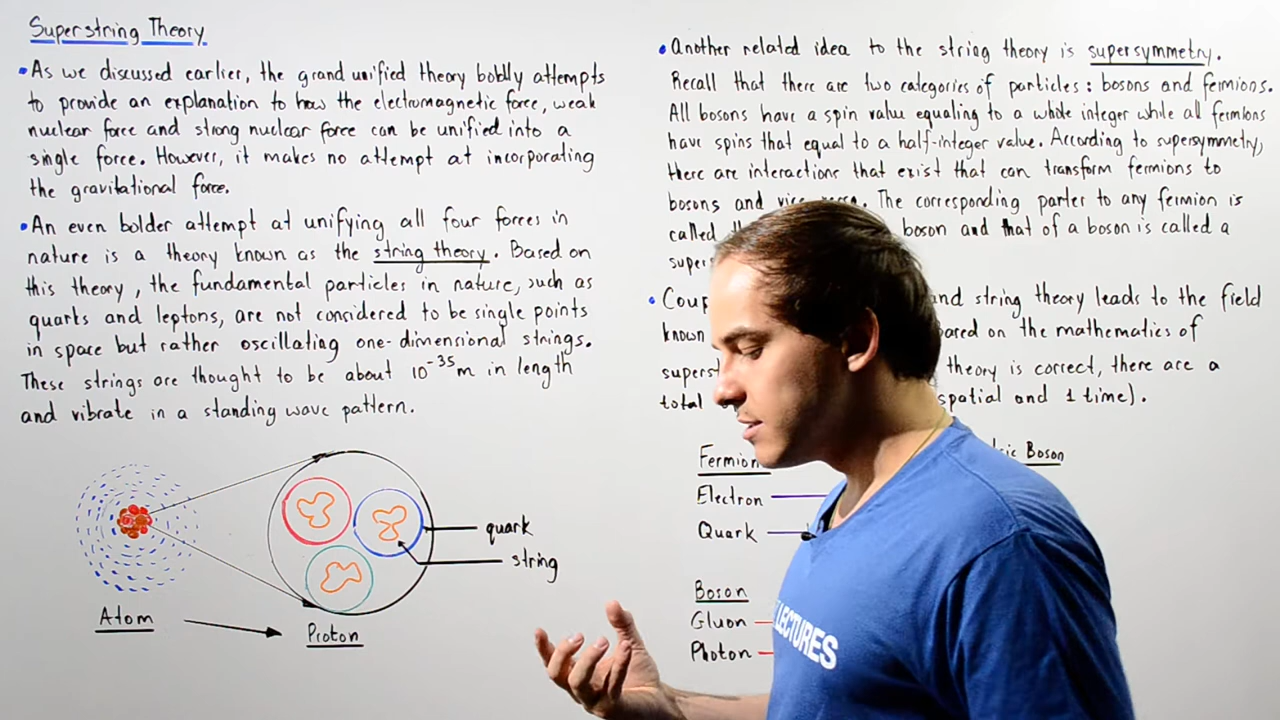 Superstring Theory
• As we discussed earlier, the grand unified theory boldly attempts
to provide an explanation to how the electromagnetic force, weak
nuclear force and strong nuclear force can be unified into a
single force. However, it makes no attempt at incorporating
the gravitational force.
• An even bolder attempt at unifying all four forces in
nature is a theory known as the string theory. Based on
this theory, the fundamental particles in nature, such as
quarks and leptons, are not considered to be single points
in space but rather oscillating one-dimensional strings.
These strings are thought to be about 10⁻³⁵m in length
and vibrate in a standing wave pattern.
quark
string
Atom
Proton
• Another related idea to the string theory is supersymmetry.
Recall that there are two categories of particles: bosons and fermions.
All bosons have a spin value equaling to a whole integer while all fermions
have spins that equal to a half-integer value. According to supersymmetry,
there are interactions that exist that can transform fermions to
bosons and vice versa. The corresponding parter to any fermion is
called boson and that of a boson is called a
• and string theory leads to the field
known on the mathematics of
theory is correct, there are a
total spatial and 1 time).
Fermion Boson
Electron
Quark
Boson
Gluon
Photon
LECTURES